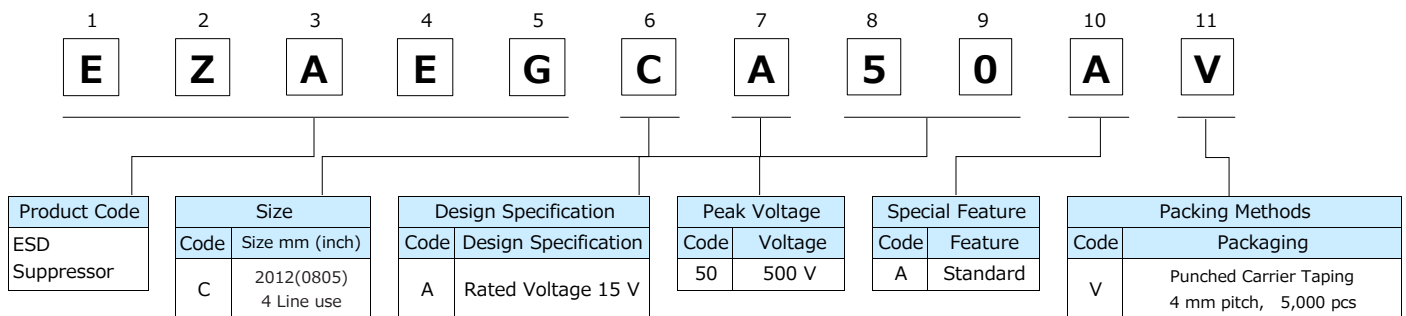 1 2 3 4 5 6 7 8 9 10 11
E Z A E G C A 5 0 A V
Product Code
ESD
Suppressor
Size
Code Size mm (inch)
C 2012(0805)
4 Line use
Design Specification
Code Design Specification
A Rated Voltage 15 V
Peak Voltage
Code Voltage
50 500 V
Special Feature
Code Feature
A Standard
Packing Methods
Code Packaging
V Punched Carrier Taping
4 mm pitch, 5,000 pcs